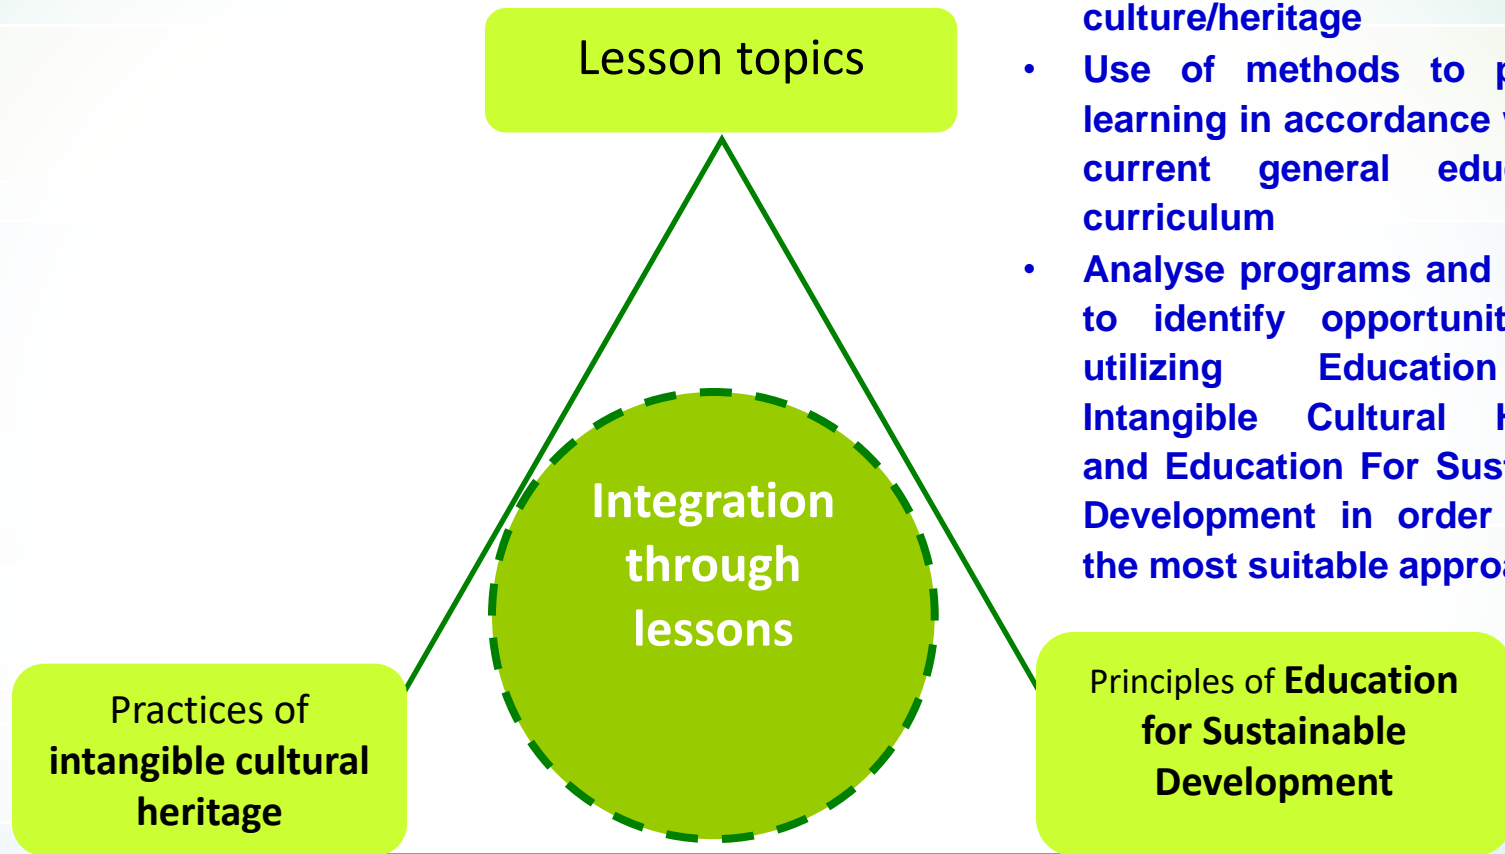 Lesson topics
culture/heritage
• Use of methods to
learning in accordance
current general
curriculum
• Analyse programs and
to identify
utilizing Education
Intangible Cultural
and Education For
Development in order
the most suitable
Integration
through
lessons
Practices of
intangible cultural
heritage
Principles of Education
for Sustainable
Development